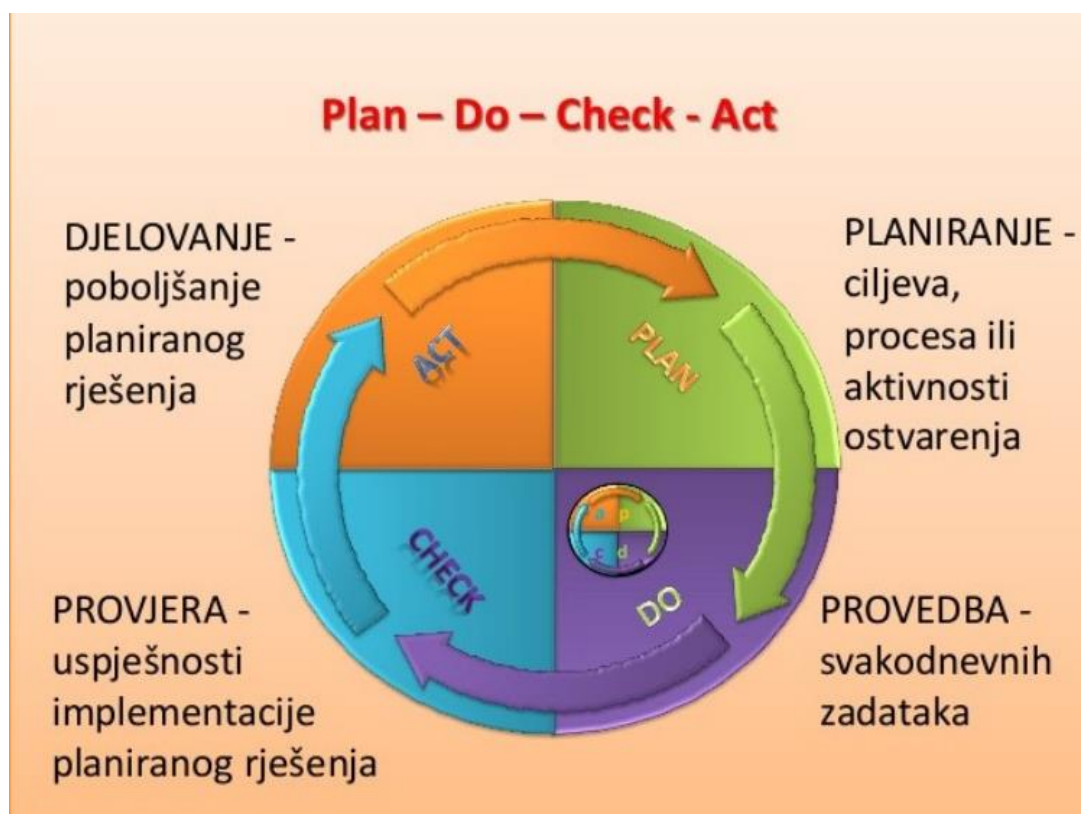 Plan – Do – Check - Act
DJELOVANJE -
poboljšanje
planiranog
rješenja
PLANIRANJE -
ciljeva,
procesa ili
aktivnosti
ostvarenja
ACT
PLAN
a p
c d
CHECK
DO
PROVJERA -
uspješnosti
implementacije
planiranog rješenja
PROVEDBA -
svakodnevnih
zadataka